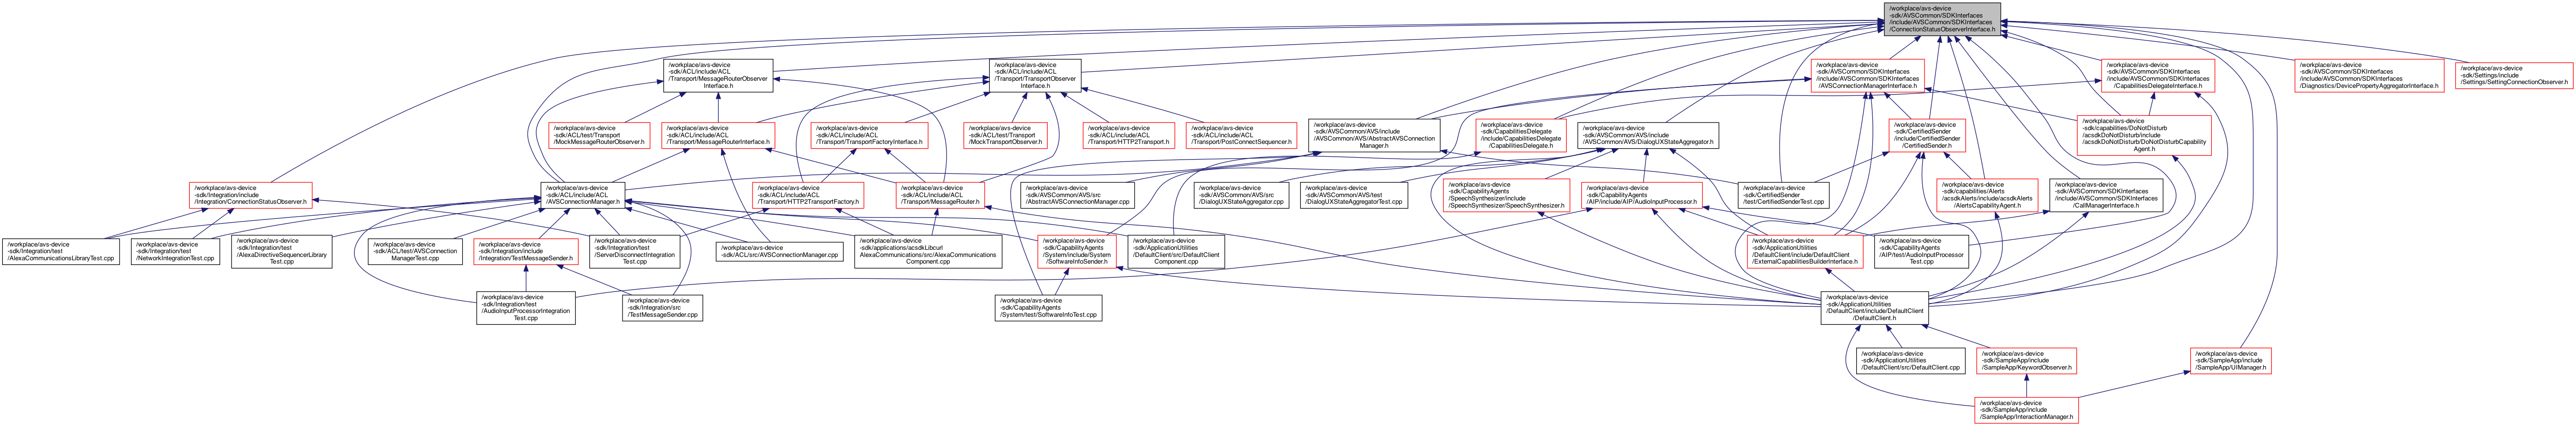 /workplace/avs-device
-sdk/AVSCommon/SDKInterfaces
/include/AVSCommon/SDKInterfaces
/ConnectionStatusObserverInterface.h
/workplace/avs-device
-sdk/ACL/include/ACL
/Transport/MessageRouterObserver
Interface.h
/workplace/avs-device
-sdk/ACL/include/ACL
/Transport/TransportObserver
Interface.h
/workplace/avs-device
-sdk/AVSCommon/SDKInterfaces
/include/AVSCommon/SDKInterfaces
/AVSConnectionManagerInterface.h
/workplace/avs-device
-sdk/AVSCommon/SDKInterfaces
/include/AVSCommon/SDKInterfaces
/CapabilitiesDelegateInterface.h
/workplace/avs-device
-sdk/AVSCommon/SDKInterfaces
/include/AVSCommon/SDKInterfaces
/Diagnostics/DevicePropertyAggregatorInterface.h
/workplace/avs-device
-sdk/Settings/include
/Settings/SettingConnectionObserver.h
/workplace/avs-device
-sdk/ACL/test/Transport
/MockMessageRouterObserver.h
/workplace/avs-device
-sdk/ACL/include/ACL
/Transport/MessageRouterInterface.h
/workplace/avs-device
-sdk/ACL/include/ACL
/Transport/TransportFactoryInterface.h
/workplace/avs-device
-sdk/ACL/test/Transport
/MockTransportObserver.h
/workplace/avs-device
-sdk/ACL/include/ACL
/Transport/HTTP2Transport.h
/workplace/avs-device
-sdk/ACL/include/ACL
/Transport/PostConnectSequencer.h
/workplace/avs-device
-sdk/AVSCommon/AVS/include
/AVSCommon/AVS/AbstractAVSConnection
Manager.h
/workplace/avs-device
-sdk/CapabilitiesDelegate
/include/CapabilitiesDelegate
/CapabilitiesDelegate.h
/workplace/avs-device
-sdk/AVSCommon/AVS/include
/AVSCommon/AVS/DialogUXStateAggregator.h
/workplace/avs-device
-sdk/CertifiedSender
/include/CertifiedSender
/CertifiedSender.h
/workplace/avs-device
-sdk/capabilities/DoNotDisturb
/acsdkDoNotDisturb/include
/acsdkDoNotDisturb/DoNotDisturbCapability
Agent.h
/workplace/avs-device
-sdk/Integration/include
/Integration/ConnectionStatusObserver.h
/workplace/avs-device
-sdk/ACL/include/ACL
/AVSConnectionManager.h
/workplace/avs-device
-sdk/ACL/include/ACL
/Transport/HTTP2TransportFactory.h
/workplace/avs-device
-sdk/ACL/include/ACL
/Transport/MessageRouter.h
/workplace/avs-device
-sdk/AVSCommon/AVS/src
/AbstractAVSConnectionManager.cpp
/workplace/avs-device
-sdk/AVSCommon/AVS/src
/DialogUXStateAggregator.cpp
/workplace/avs-device
-sdk/AVSCommon/AVS/test
/DialogUXStateAggregatorTest.cpp
/workplace/avs-device
-sdk/CapabilityAgents
/SpeechSynthesizer/include
/SpeechSynthesizer/SpeechSynthesizer.h
/workplace/avs-device
-sdk/CapabilityAgents
/AIP/include/AIP/AudioInputProcessor.h
/workplace/avs-device
-sdk/CertifiedSender
/test/CertifiedSenderTest.cpp
/workplace/avs-device
-sdk/capabilities/Alerts
/acsdkAlerts/include/acsdkAlerts
/AlertsCapabilityAgent.h
/workplace/avs-device
-sdk/AVSCommon/SDKInterfaces
/include/AVSCommon/SDKInterfaces
/CallManagerInterface.h
/workplace/avs-device
-sdk/Integration/test
/AlexaCommunicationsLibraryTest.cpp
/workplace/avs-device
-sdk/Integration/test
/NetworkIntegrationTest.cpp
/workplace/avs-device
-sdk/Integration/test
/AlexaDirectiveSequencerLibrary
Test.cpp
/workplace/avs-device
-sdk/ACL/test/AVSConnection
ManagerTest.cpp
/workplace/avs-device
-sdk/Integration/include
/Integration/TestMessageSender.h
/workplace/avs-device
-sdk/Integration/test
/ServerDisconnectIntegration
Test.cpp
/workplace/avs-device
-sdk/ACL/src/AVSConnectionManager.cpp
/workplace/avs-device
-sdk/applications/acsdkLibcurl
AlexaCommunications/src/AlexaCommunications
Component.cpp
/workplace/avs-device
-sdk/ApplicationUtilities
/DefaultClient/src/DefaultClient
Component.cpp
/workplace/avs-device
-sdk/CapabilityAgents
/System/include/System
/SoftwareInfoSender.h
/workplace/avs-device
-sdk/ApplicationUtilities
/DefaultClient/include/DefaultClient
/ExternalCapabilitiesBuilderInterface.h
/workplace/avs-device
-sdk/CapabilityAgents
/AIP/test/AudioInputProcessor
Test.cpp
/workplace/avs-device
-sdk/Integration/test
/AudioInputProcessorIntegration
Test.cpp
/workplace/avs-device
-sdk/Integration/src
/TestMessageSender.cpp
/workplace/avs-device
-sdk/CapabilityAgents
/System/test/SoftwareInfoTest.cpp
/workplace/avs-device
-sdk/ApplicationUtilities
/DefaultClient/include/DefaultClient
/DefaultClient.h
/workplace/avs-device
-sdk/ApplicationUtilities
/DefaultClient/src/DefaultClient.cpp
/workplace/avs-device
-sdk/SampleApp/include
/SampleApp/KeywordObserver.h
/workplace/avs-device
-sdk/SampleApp/include
/SampleApp/UIManager.h
/workplace/avs-device
-sdk/SampleApp/include
/SampleApp/InteractionManager.h